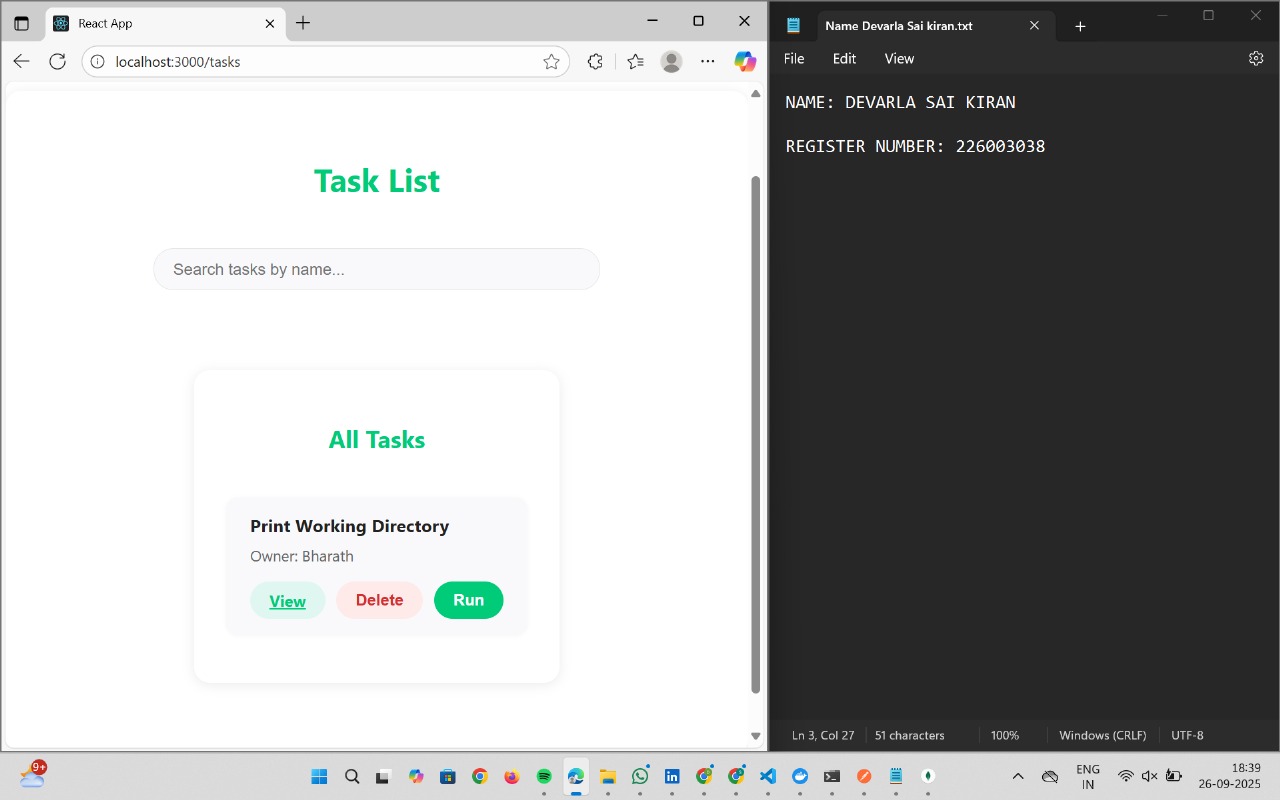 React App
localhost:3000/tasks
Task List
Search tasks by name...
All Tasks
Print Working Directory
Owner: Bharath
View
Delete
Run
Name Devarla Sai kiran.txt
File
Edit
View
NAME: DEVARLA SAI KIRAN
REGISTER NUMBER: 226003038
Ln 3, Col 27
51 characters
100%
Windows (CRLF)
UTF-8
9+
ENG
IN
18:39
26-09-2025